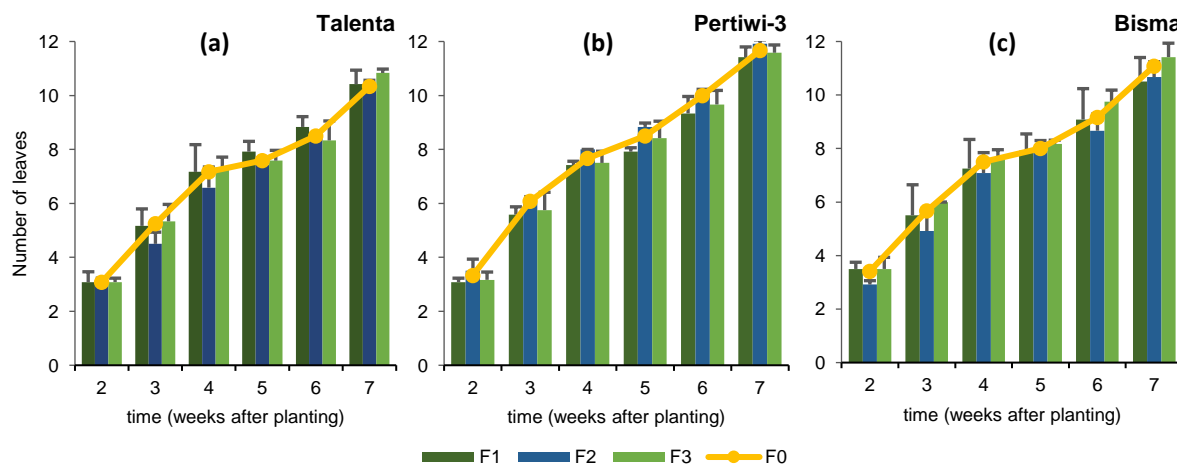 Talenta
Pertiwi-3
Bisma
(a)
(b)
(c)
Number of leaves
12
10
8
6
4
2
0
2 3 4 5 6 7
time (weeks after planting)
12
10
8
6
4
2
0
2 3 4 5 6 7
time (weeks after planting)
12
10
8
6
4
2
0
2 3 4 5 6 7
time (weeks after planting)
F1 F2 F3 F0